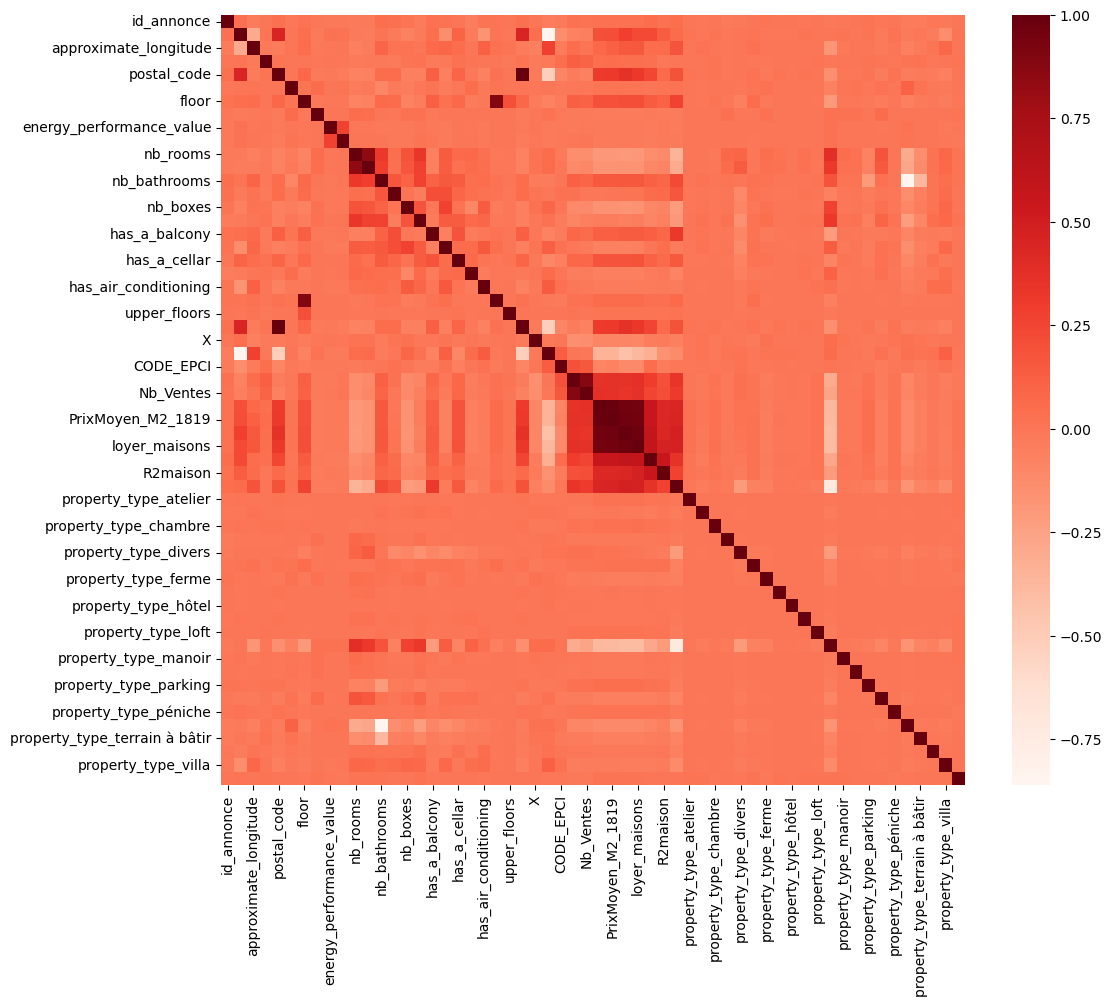 id_annonce
approximate_longitude
postal_code
floor
energy_performance_value
nb_rooms
nb_bathrooms
nb_boxes
has_a_balcony
has_a_cellar
has_air_conditioning
upper_floors
X
CODE_EPCI
Nb_Ventes
PrixMoyen_M2_1819
loyer_maisons
R2maison
property_type_atelier
property_type_chambre
property_type_divers
property_type_ferme
property_type_hôtel
property_type_loft
property_type_manoir
property_type_parking
property_type_péniche
property_type_terrain à bâtir
property_type_villa
id_annonce
approximate_longitude
postal_code
floor
energy_performance_value
nb_rooms
nb_bathrooms
nb_boxes
has_a_balcony
has_a_cellar
has_air_conditioning
upper_floors
X
CODE_EPCI
Nb_Ventes
PrixMoyen_M2_1819
loyer_maisons
R2maison
property_type_atelier
property_type_chambre
property_type_divers
property_type_ferme
property_type_hôtel
property_type_loft
property_type_manoir
property_type_parking
property_type_péniche
property_type_terrain à bâtir
property_type_villa
1.00
0.75
0.50
0.25
0.00
−0.25
−0.50
−0.75